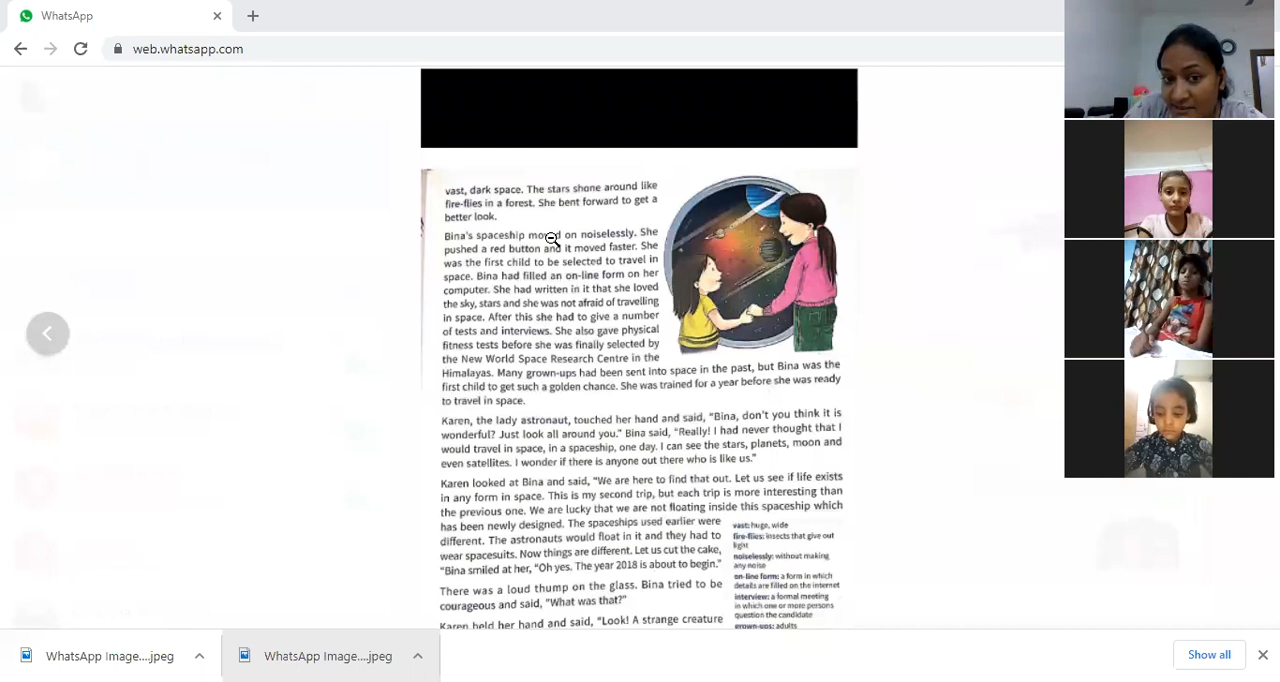 WhatsApp
web.whatsapp.com
vast, dark space. The stars shone around like
fire-flies in a forest. She bent forward to get a
better look.
Bina's spaceship moved on noiselessly. She
pushed a red button and it moved faster. She
was the first child to be selected to travel in
space. Bina had filled an on-line form on her
computer. She had written in it that she loved
the sky, stars and she was not afraid of travelling
in space. After this she had to give a number
of tests and interviews. She also gave physical
fitness tests before she was finally selected by
the New World Space Research Centre in the
Himalayas. Many grown-ups had been sent into space in the past, but Bina was the
first child to get such a golden chance. She was trained for a year before she was ready
to travel in space.
Karen, the lady astronaut, touched her hand and said, "Bina, don't you think it is
wonderful? Just look all around you." Bina said, "Really! I had never thought that I
would travel in space, in a spaceship, one day. I can see the stars, planets, moon and
even satellites. I wonder if there is anyone out there who is like us."
Karen looked at Bina and said, "We are here to find that out. Let us see if life exists
in any form in space. This is my second trip, but each trip is more interesting than
the previous one. We are lucky that we are not floating inside this spaceship which
has been newly designed. The spaceships used earlier were
different. The astronauts would float in it and they had to
wear spacesuits. Now things are different. Let us cut the cake,
"Bina smiled at her, "Oh yes. The year 2018 is about to begin."
There was a loud thump on the glass. Bina tried to be
courageous and said, "What was that?"
Karen held her hand and said, "Look! A strange creature
vast: huge, wide
fire-flies: insects that give out
light
noiselessly: without making
any noise
on-line form: a form in which
details are filled on the internet
interview: a formal meeting
in which one or more persons
question the candidate
grown-ups: adults
WhatsApp Image....jpeg
WhatsApp Image....jpeg
Show all